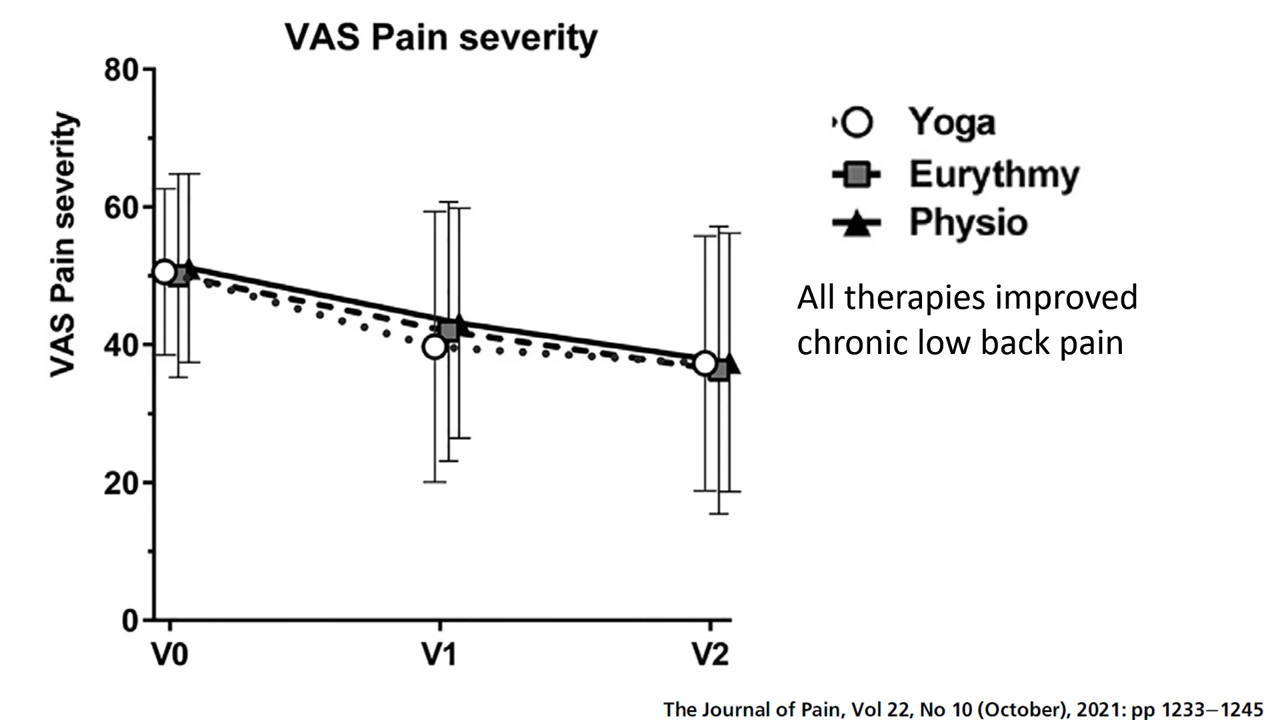 VAS Pain severity
VAS Pain severity
80
60
40
20
0
V0
V1
V2
Yoga
Eurythmy
Physio
All therapies improved
chronic low back pain
The Journal of Pain, Vol 22, No 10 (October), 2021: pp 1233−1245